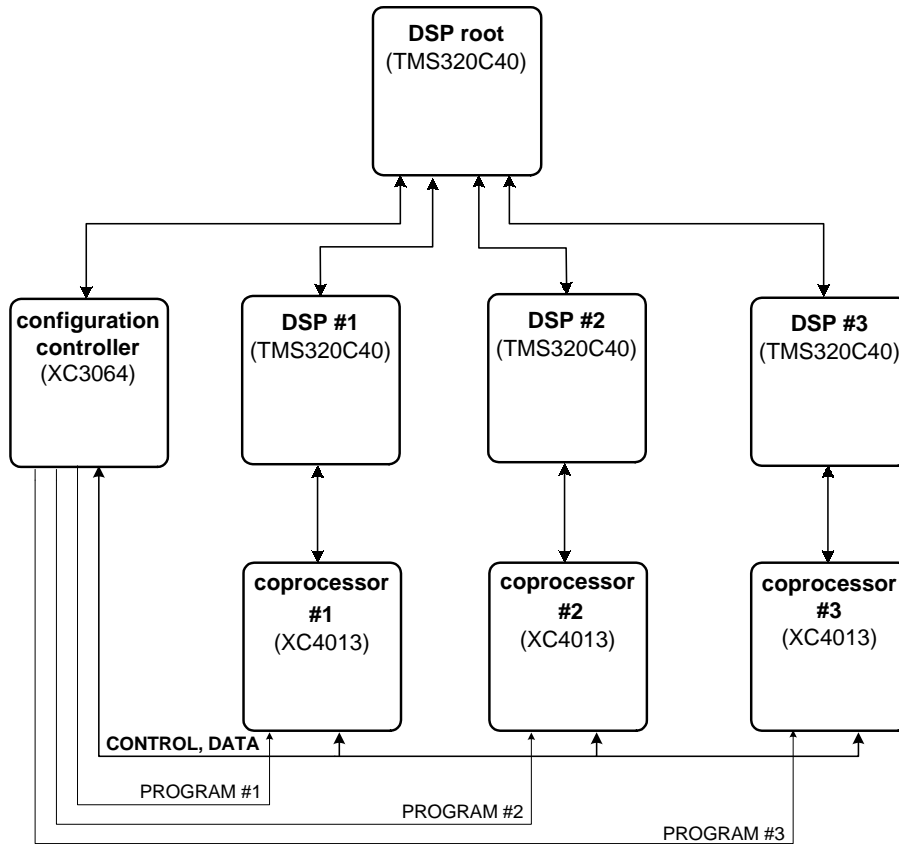 DSP root
(TMS320C40)
configuration
controller
(XC3064)
DSP #1
(TMS320C40)
DSP #2
(TMS320C40)
DSP #3
(TMS320C40)
coprocessor
#1
(XC4013)
coprocessor
#2
(XC4013)
coprocessor
#3
(XC4013)
CONTROL, DATA
PROGRAM #1
PROGRAM #2
PROGRAM #3